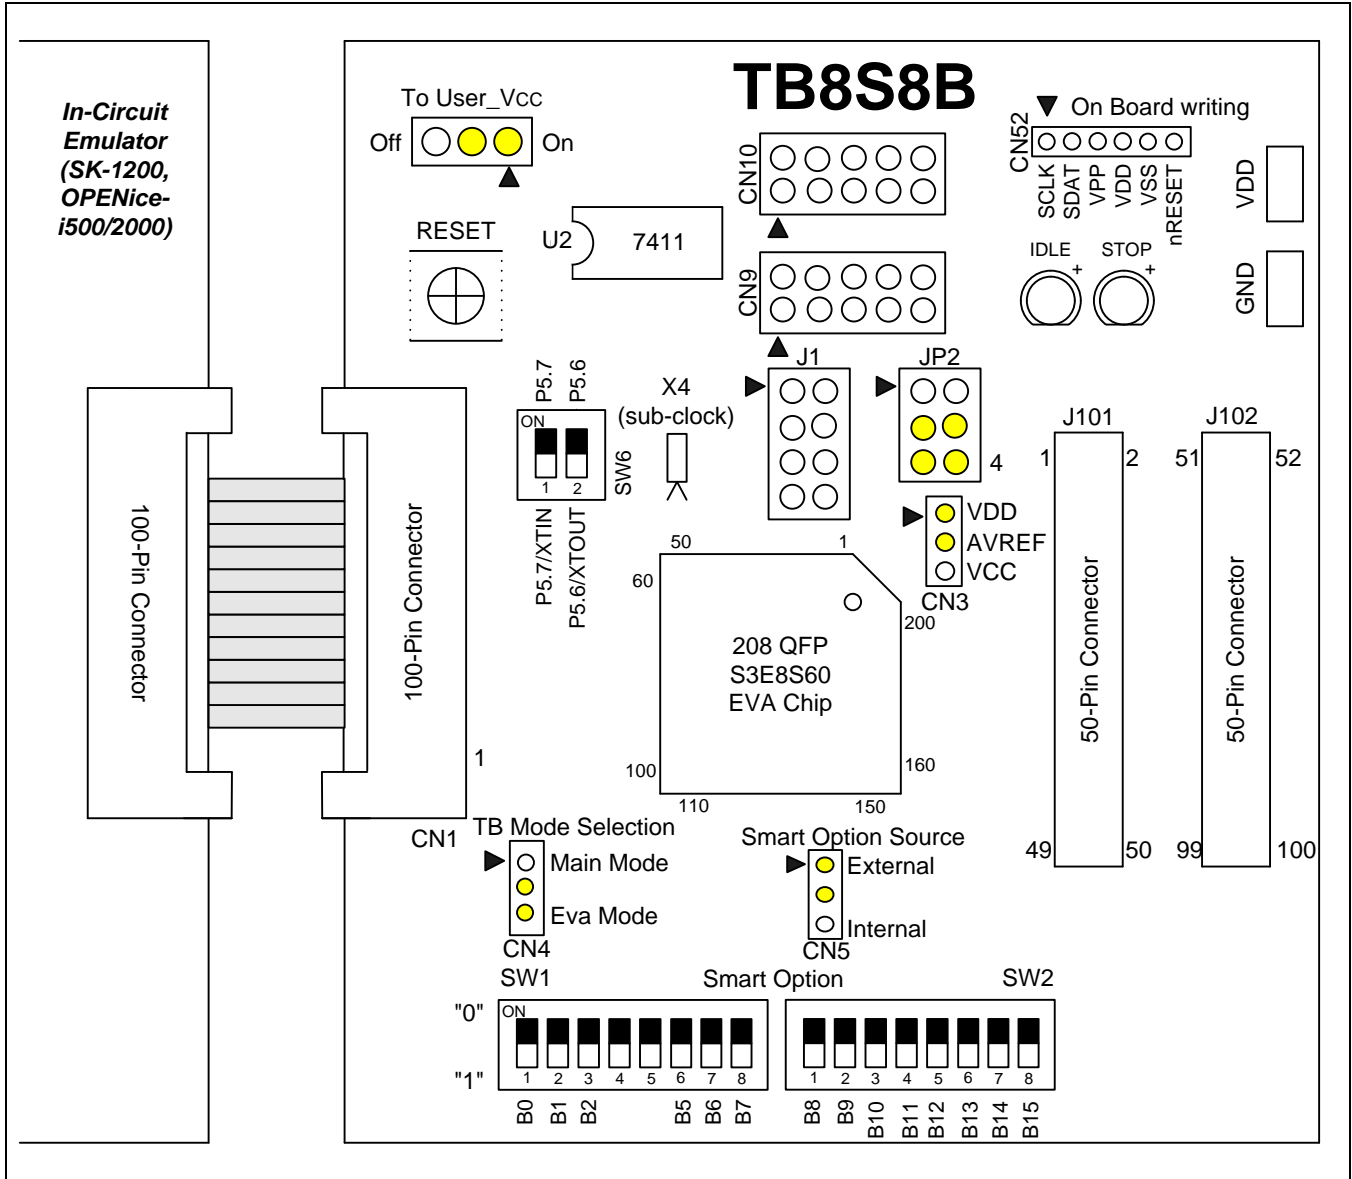 TB8S8B
In-Circuit
Emulator
(SK-1200,
OPENice-
i500/2000)
To User_Vcc
Off
On
RESET
U2
7411
CN10
CN9
On Board writing
CN52
SCLK
SDAT
VPP
VDD
VSS
nRESET
VDD
GND
IDLE
+
STOP
+
P5.7
P5.6
ON
1
2
SW6
P5.7/XTIN
P5.6/XTOUT
X4
(sub-clock)
J1
JP2
4
VDD
AVREF
VCC
CN3
J101
1
2
50-Pin Connector
49
50
J102
51
52
50-Pin Connector
99
100
100-Pin Connector
100-Pin Connector
1
CN1
50
1
60
200
208 QFP
S3E8S60
EVA Chip
100
160
110
150
TB Mode Selection
Main Mode
Eva Mode
CN4
Smart Option Source
External
Internal
CN5
SW1
Smart Option
SW2
"0"
ON
"1"
1 2 3 4 5 6 7 8
1 2 3 4 5 6 7 8
B0
B1
B2
B5
B6
B7
B8
B9
B10
B11
B12
B13
B14
B15